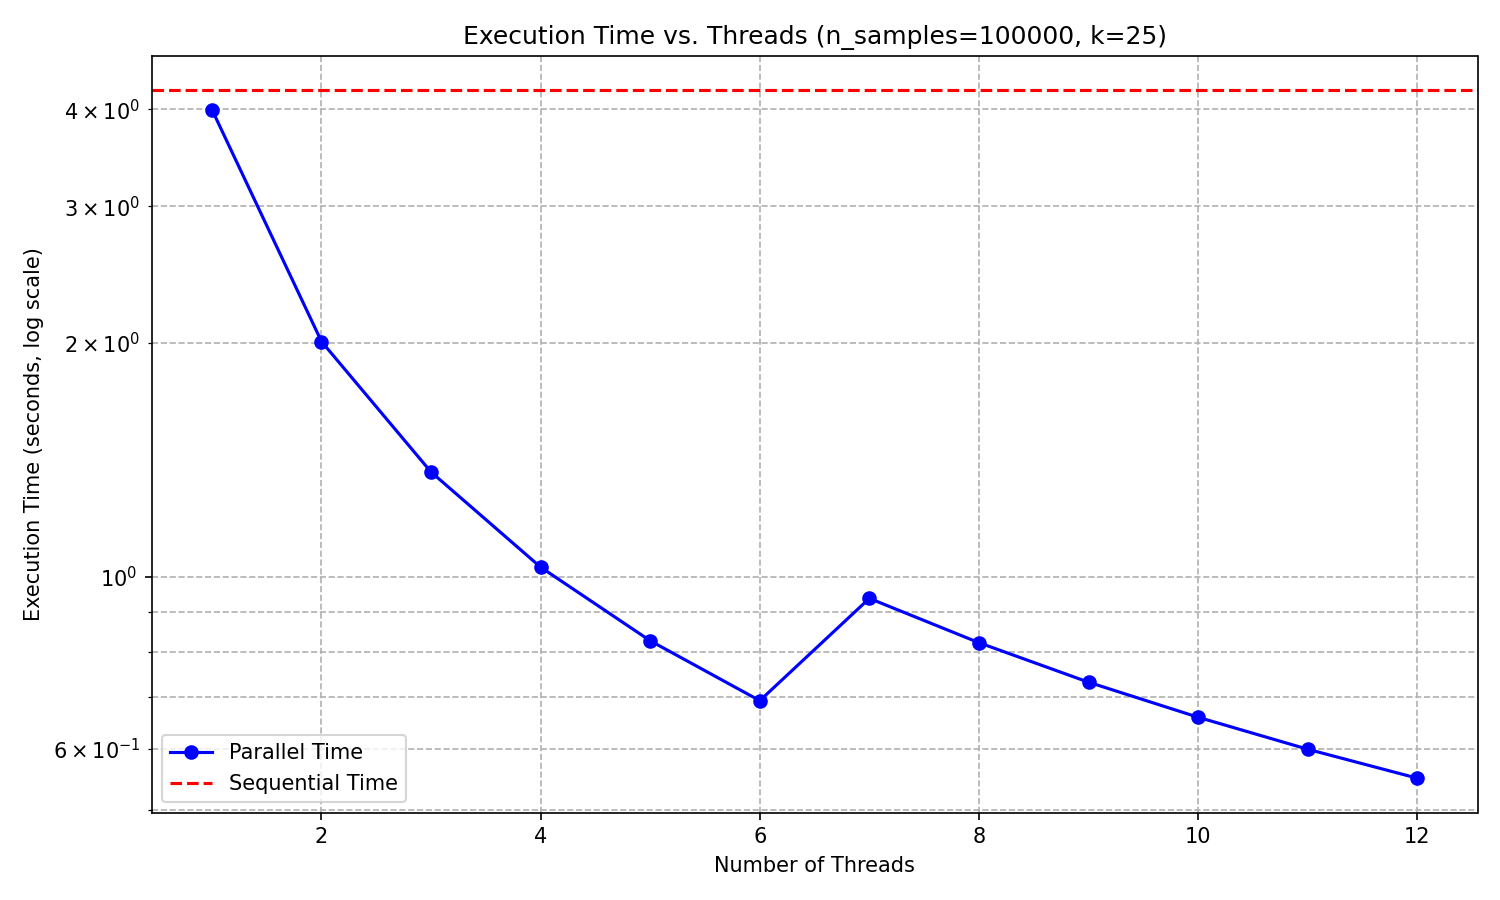 Execution Time vs. Threads (n_samples=100000, k=25)
Execution Time (seconds, log scale)
4 × 10⁰
3 × 10⁰
2 × 10⁰
10⁰
6 × 10⁻¹
Parallel Time
Sequential Time
2 4 6 8 10 12
Number of Threads